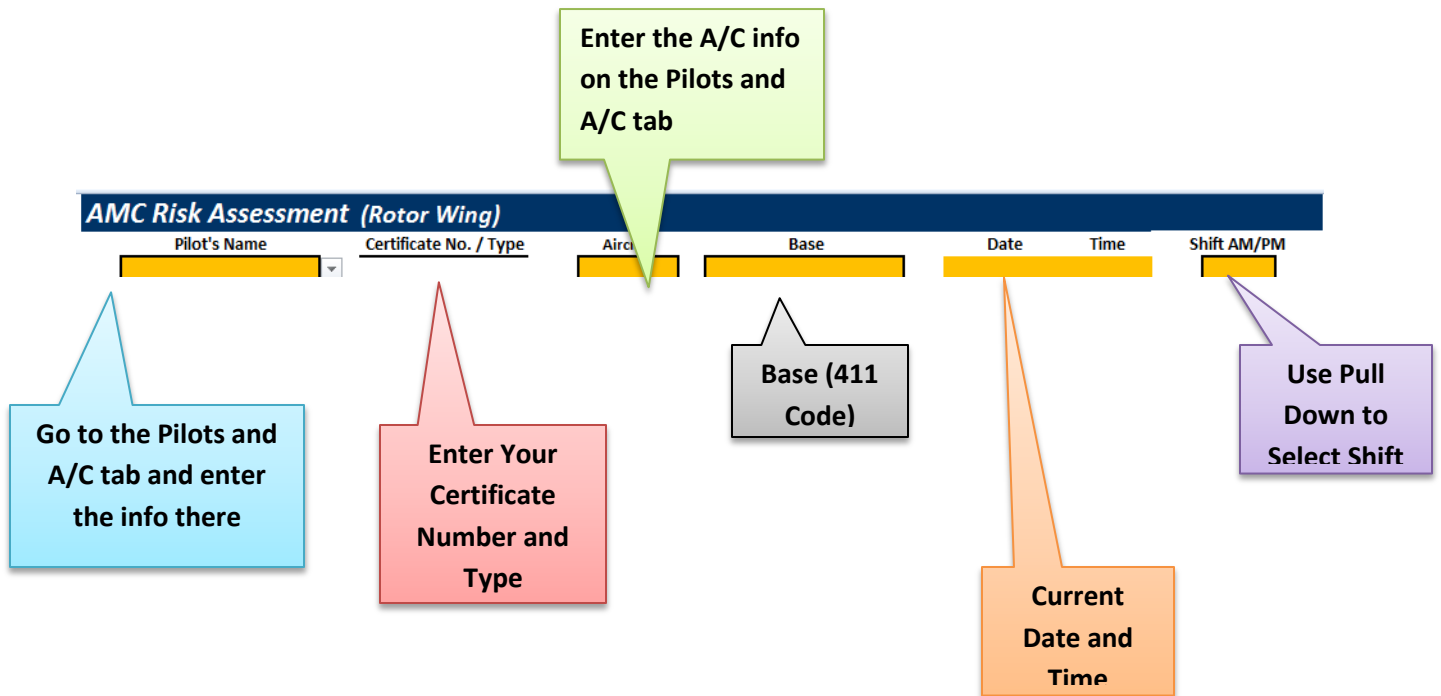 Enter the A/C info
on the Pilots and
A/C tab
AMC Risk Assessment (Rotor Wing)
Pilot's Name Certificate No. / Type Base Date Time Shift AM/PM
Go to the Pilots and
A/C tab and enter
the info there
Enter Your
Certificate
Number and
Type
Base (411
Code)
Current
Date and
Time
Use Pull
Down to
Select Shift